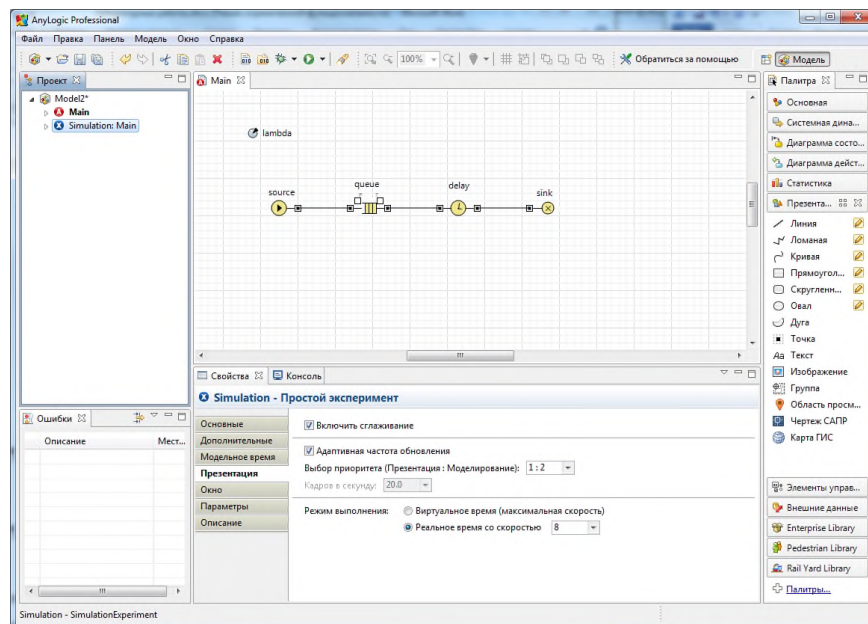 AnyLogic Professional
Файл Правка Панель Модель Окно Справка
100% Обратиться за помощью Модель
Проект
Model2*
Main
Simulation: Main
Main
lambda
source
queue
delay
sink
Палитра
Основная
Системная дина...
Диаграмма состо...
Диаграмма дейст...
Статистика
Презента...
Линия
Ломаная
Кривая
Прямоугол...
Скругленн...
Овал
Дуга
Точка
Aa Текст
Изображение
Группа
Область просм...
Чертеж САПР
Карта ГИС
Элементы управ...
Внешние данные
Enterprise Library
Pedestrian Library
Rail Yard Library
Палитры...
Ошибки
Описание Мест...
Свойства Консоль
Simulation - Простой эксперимент
Основные
Дополнительные
Модельное время
Презентация
Окно
Параметры
Описание
Включить сглаживание
Адаптивная частота обновления
Выбор приоритета (Презентация : Моделирование): 1 : 2
Кадров в секунду: 20.0
Режим выполнения: Виртуальное время (максимальная скорость)
Реальное время со скоростью 8
Simulation - SimulationExperiment